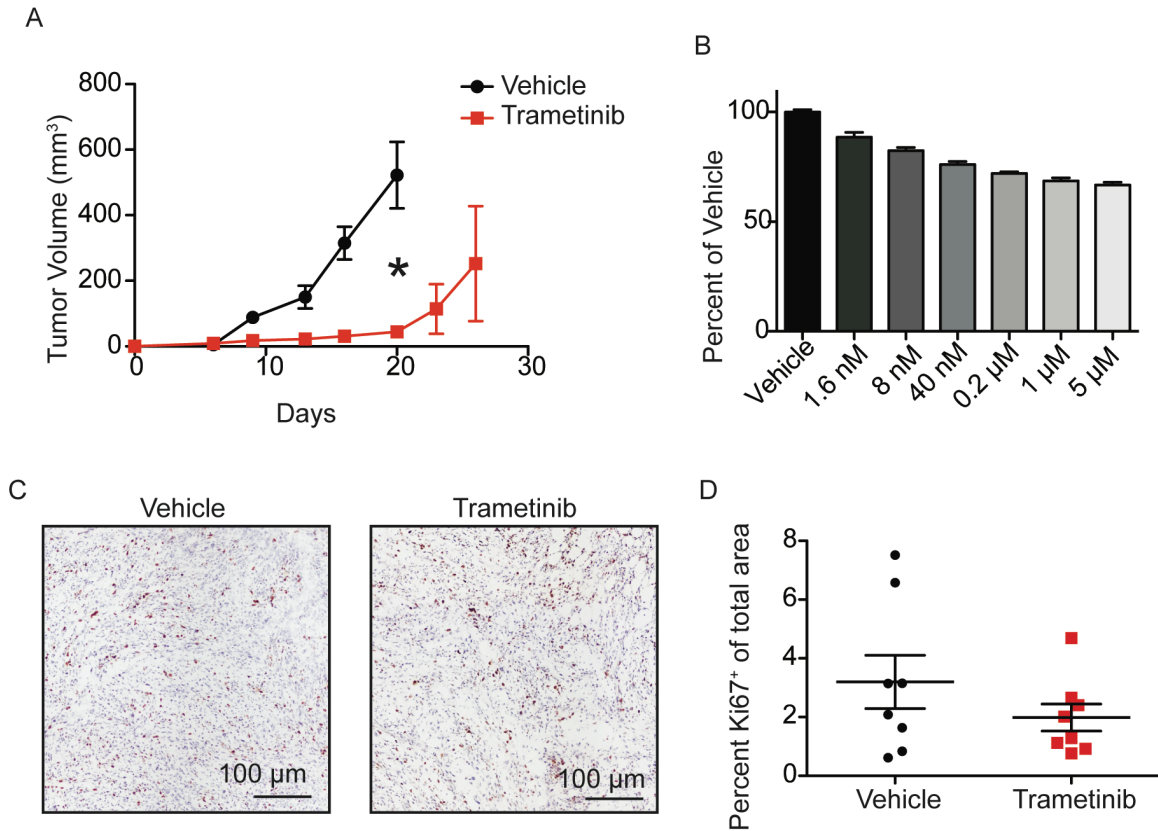 A
Tumor Volume (mm³)
800
600
400
200
0
0
10
20
30
Days
Vehicle
Trametinib
*
B
Percent of Vehicle
100
50
0
Vehicle
1.6 nM
8 nM
40 nM
0.2 µM
1 µM
5 µM
C
Vehicle
Trametinib
100 µm
100 µm
D
Percent Ki67⁺ of total area
8
6
4
2
0
Vehicle
Trametinib